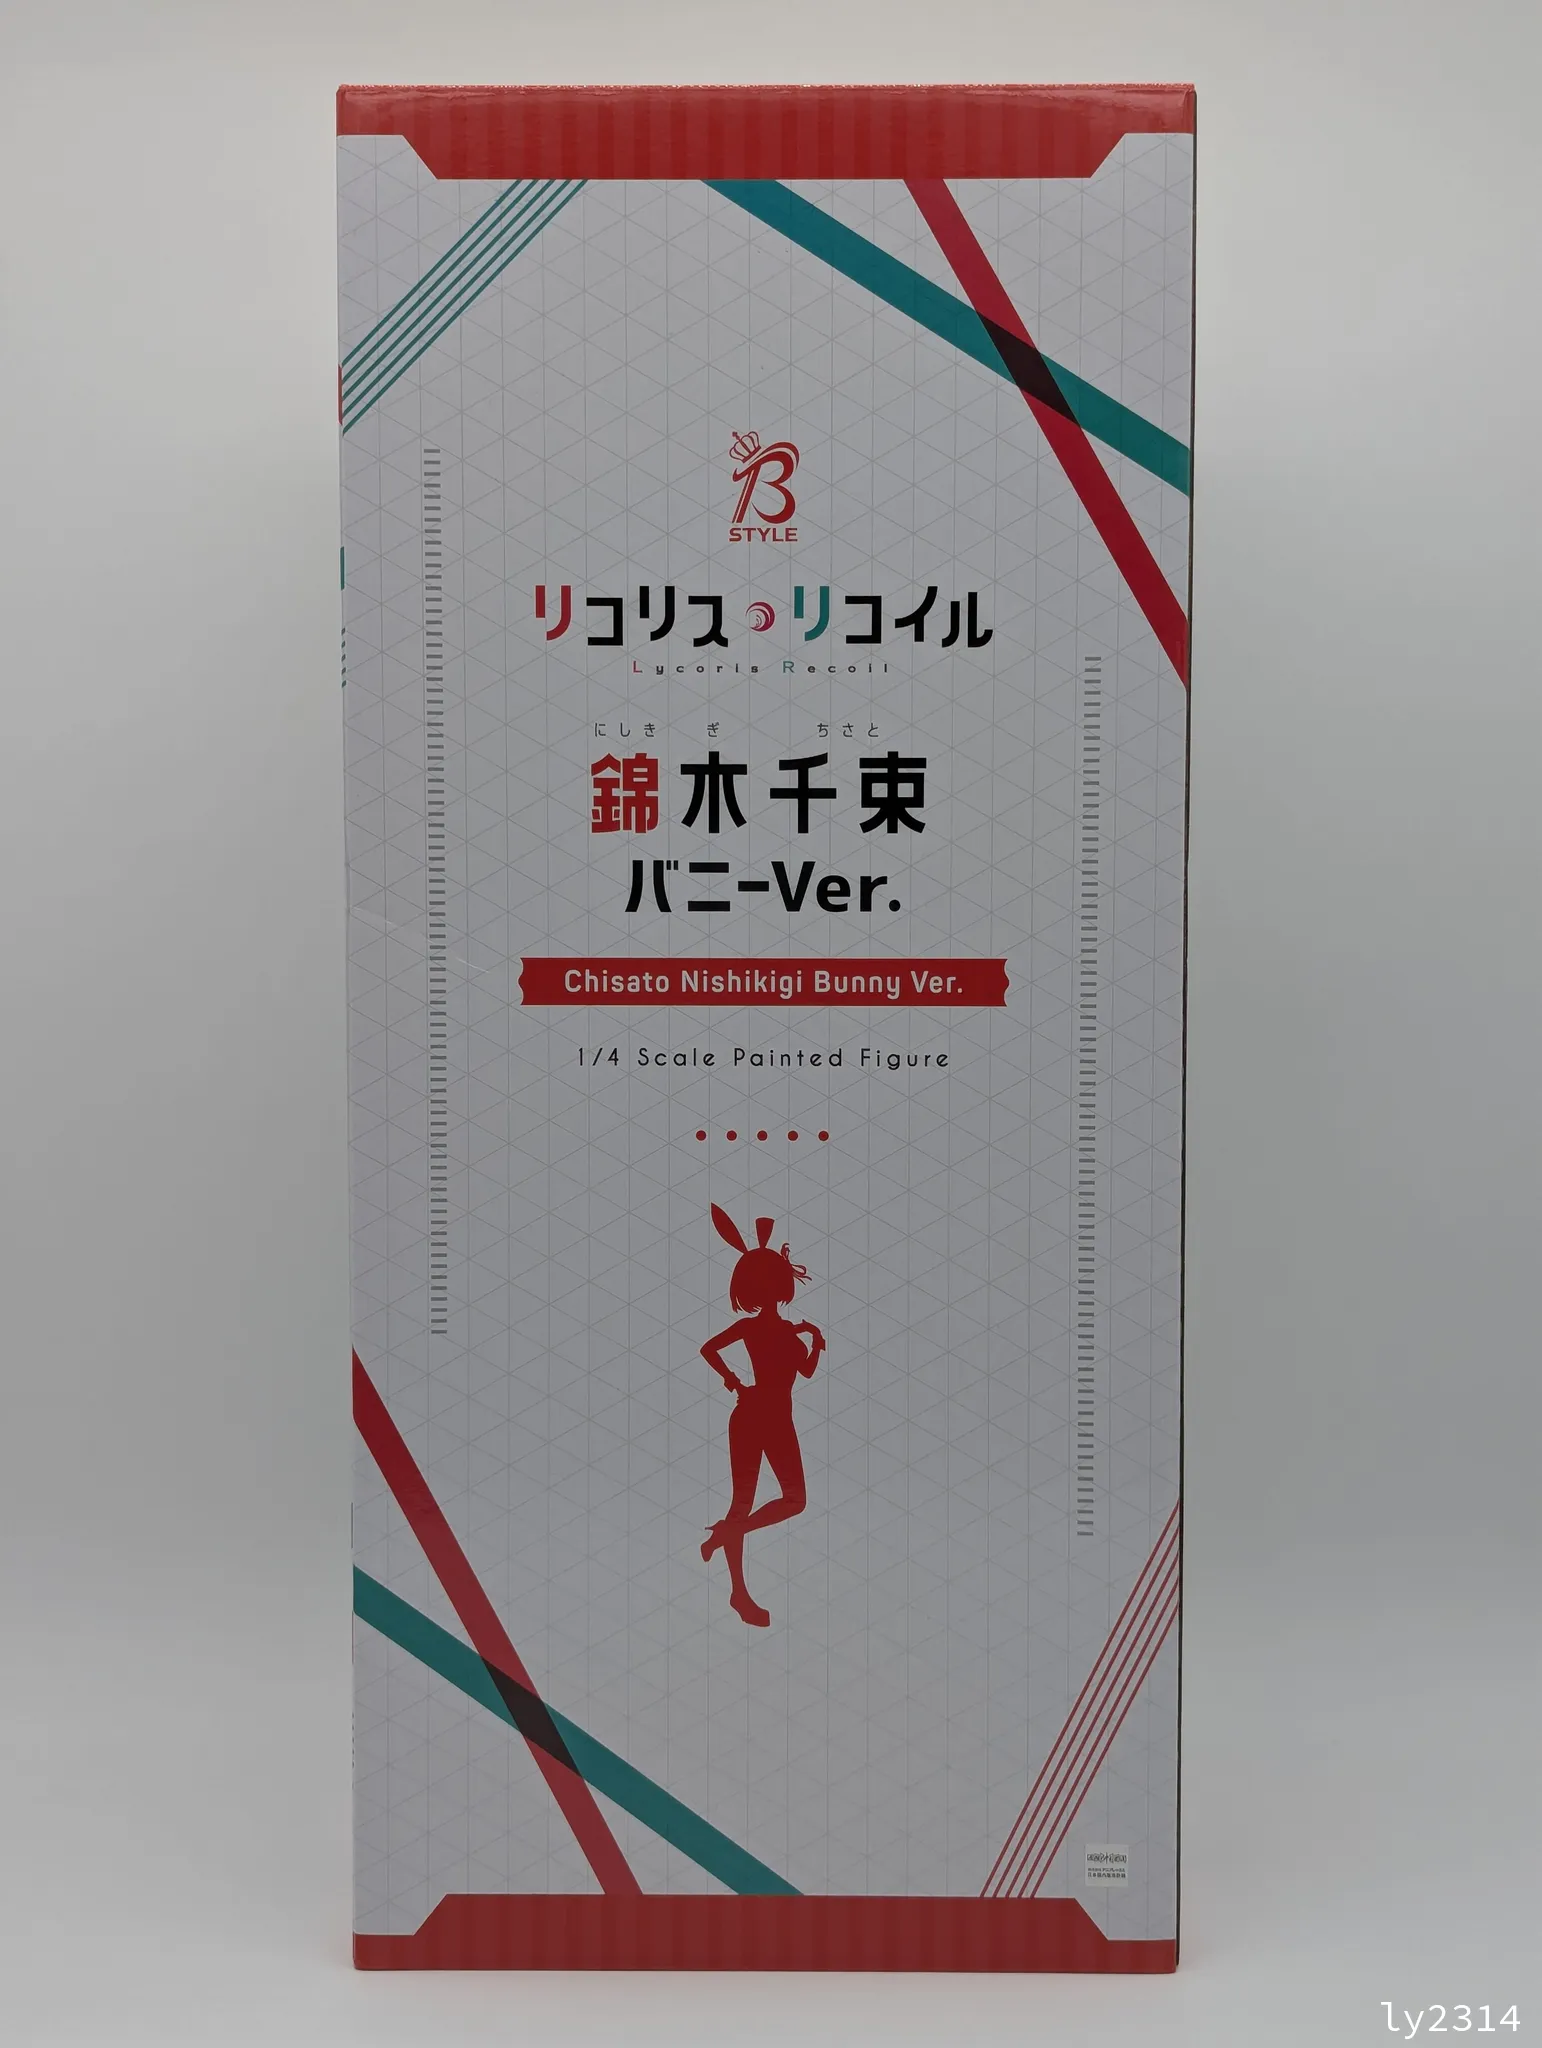 B
STYLE
リコリス・リコイル
Lycoris Recoil
にしき ぎ ちさと
錦木千束
バニーVer.
Chisato Nishikigi Bunny Ver.
1/4 Scale Painted Figure
ly2314